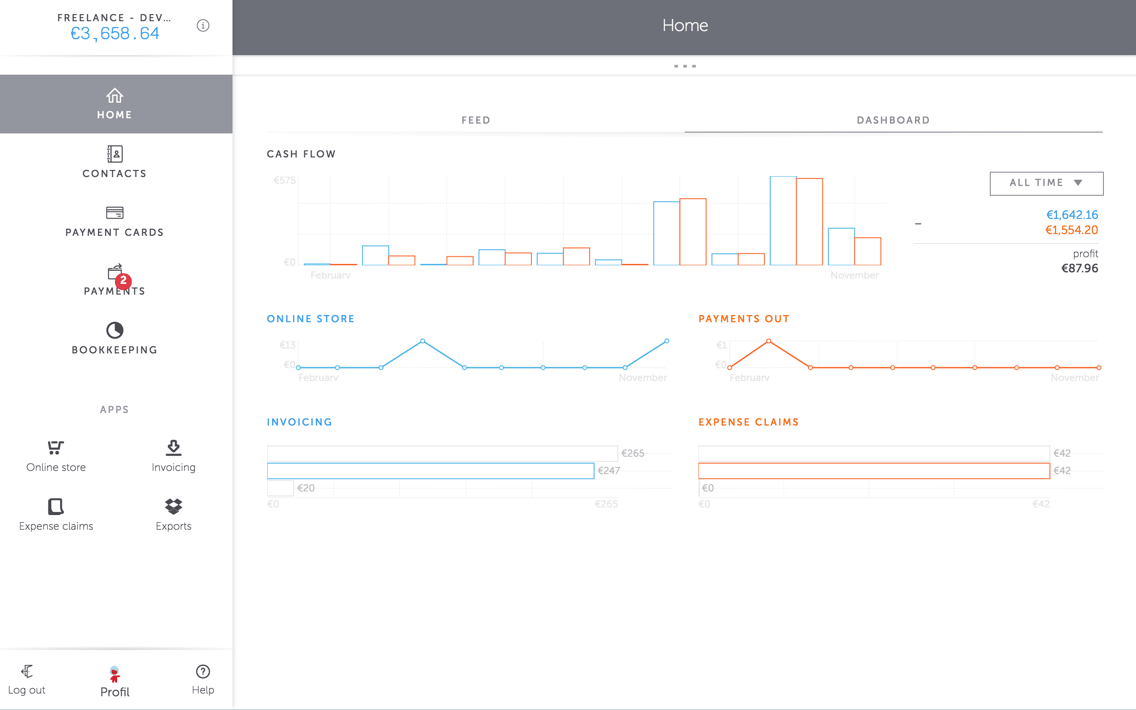 FREELANCE - DEV...
€3,658.64
Home
HOME
CONTACTS
PAYMENT CARDS
2
PAYMENTS
BOOKKEEPING
APPS
Online store
Invoicing
Expense claims
Exports
Log out
Profil
Help
FEED
DASHBOARD
CASH FLOW
€575
€0
February
November
ALL TIME
€1,642.16
– €1,554.20
profit
€87.96
ONLINE STORE
€13
€0
February
November
PAYMENTS OUT
€1
€0
February
November
INVOICING
€265
€247
€20
€0
€265
EXPENSE CLAIMS
€42
€42
€0
€0
€42